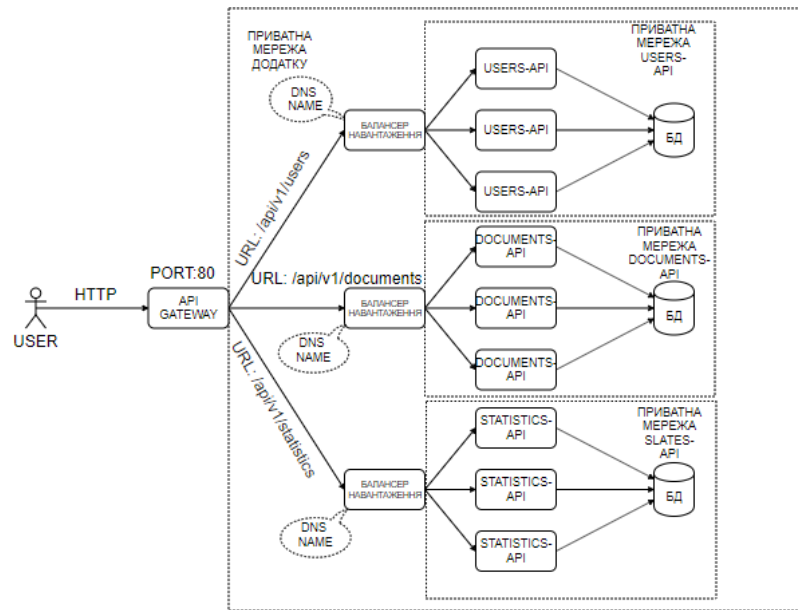 ПРИВАТНА
МЕРЕЖА
ДОДАТКУ
DNS
NAME
БАЛАНСЕР
НАВАНТАЖЕННЯ
USERS-API
USERS-API
USERS-API
ПРИВАТНА
МЕРЕЖА
USERS-
API
БД
URL: /api/v1/users
PORT:80
HTTP
USER
API
GATEWAY
URL: /api/v1/documents
БАЛАНСЕР
НАВАНТАЖЕННЯ
DNS
NAME
DOCUMENTS-
API
DOCUMENTS-
API
DOCUMENTS-
API
ПРИВАТНА
МЕРЕЖА
DOCUMENTS-
API
БД
URL: /api/v1/statistics
БАЛАНСЕР
НАВАНТАЖЕННЯ
DNS
NAME
STATISTICS-
API
STATISTICS-
API
STATISTICS-
API
ПРИВАТНА
МЕРЕЖА
SLATES-
API
БД